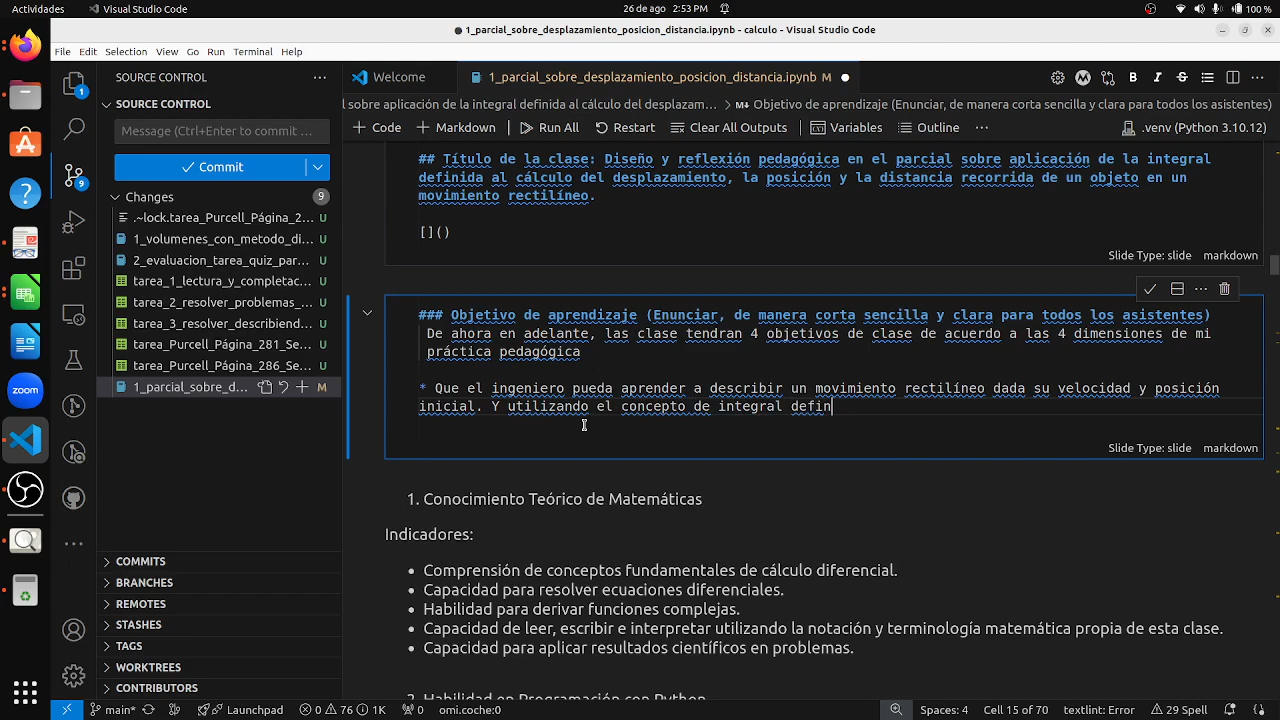 Actividades
Visual Studio Code
26 de ago 2:53 PM
100 %
1_parcial_sobre_desplazamiento_posicion_distancia.ipynb - calculo - Visual Studio Code
File Edit Selection View Go Run Terminal Help
SOURCE CONTROL
Welcome
1_parcial_sobre_desplazamiento_posicion_distancia.ipynb M
SOURCE CONTROL
l sobre aplicación de la integral definida al cálculo del desplazam...
Objetivo de aprendizaje (Enunciar, de manera corta sencilla y clara para todos los asistentes)
Message (Ctrl+Enter to commit ...
Code
Markdown
Run All
Restart
Clear All Outputs
Variables
Outline
.venv (Python 3.10.12)
Commit
Changes 9
.~lock.tarea_Purcell_Página_2... U
1_volumenes_con_metodo_di... U
2_evaluacion_tarea_quiz_par... U
tarea_1_lectura_y_completac... U
tarea_2_resolver_problemas_... U
tarea_3_resolver_describiend... U
tarea_Purcell_Página_281_Se... U
tarea_Purcell_Página_286_Se... U
1_parcial_sobre_d... M
COMMITS
BRANCHES
REMOTES
STASHES
TAGS
WORKTREES
CONTRIBUTORS
## Título de la clase: Diseño y reflexión pedagógica en el parcial sobre aplicación de la integral
definida al cálculo del desplazamiento, la posición y la distancia recorrida de un objeto en un
movimiento rectilíneo.
[]()
Slide Type: slide markdown
### Objetivo de aprendizaje (Enunciar, de manera corta sencilla y clara para todos los asistentes)
De ahora en adelante, las clase tendran 4 objetivos de clase de acuerdo a las 4 dimensiones de mi
práctica pedagógica
* Que el ingeniero pueda aprender a describir un movimiento rectilíneo dada su velocidad y posición
inicial. Y utilizando el concepto de integral defin
Slide Type: slide markdown
1. Conocimiento Teórico de Matemáticas
Indicadores:
• Comprensión de conceptos fundamentales de cálculo diferencial.
• Capacidad para resolver ecuaciones diferenciales.
• Habilidad para derivar funciones complejas.
• Capacidad de leer, escribir e interpretar utilizando la notación y terminología matemática propia de esta clase.
• Capacidad para aplicar resultados científicos en problemas.
2. Habilidad en Programación con Python
main* Launchpad 0 76 1K 0 omi.coche:0 Spaces: 4 Cell 15 of 70 textlint: Error 29 Spell
1
9
zoom